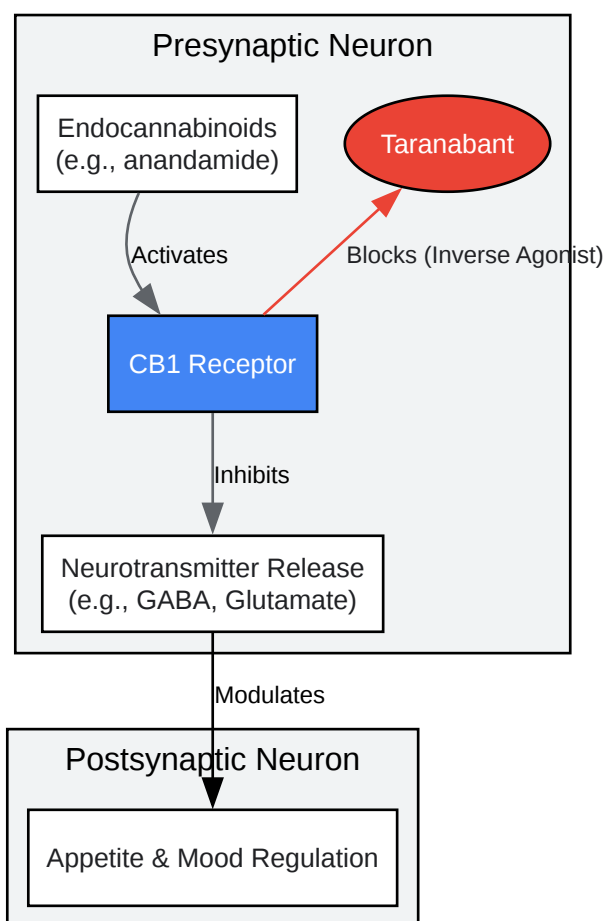 Presynaptic Neuron
Endocannabinoids
(e.g., anandamide)
Taranabant
Activates
Blocks (Inverse Agonist)
CB1 Receptor
Inhibits
Neurotransmitter Release
(e.g., GABA, Glutamate)
Modulates
Postsynaptic Neuron
Appetite & Mood Regulation